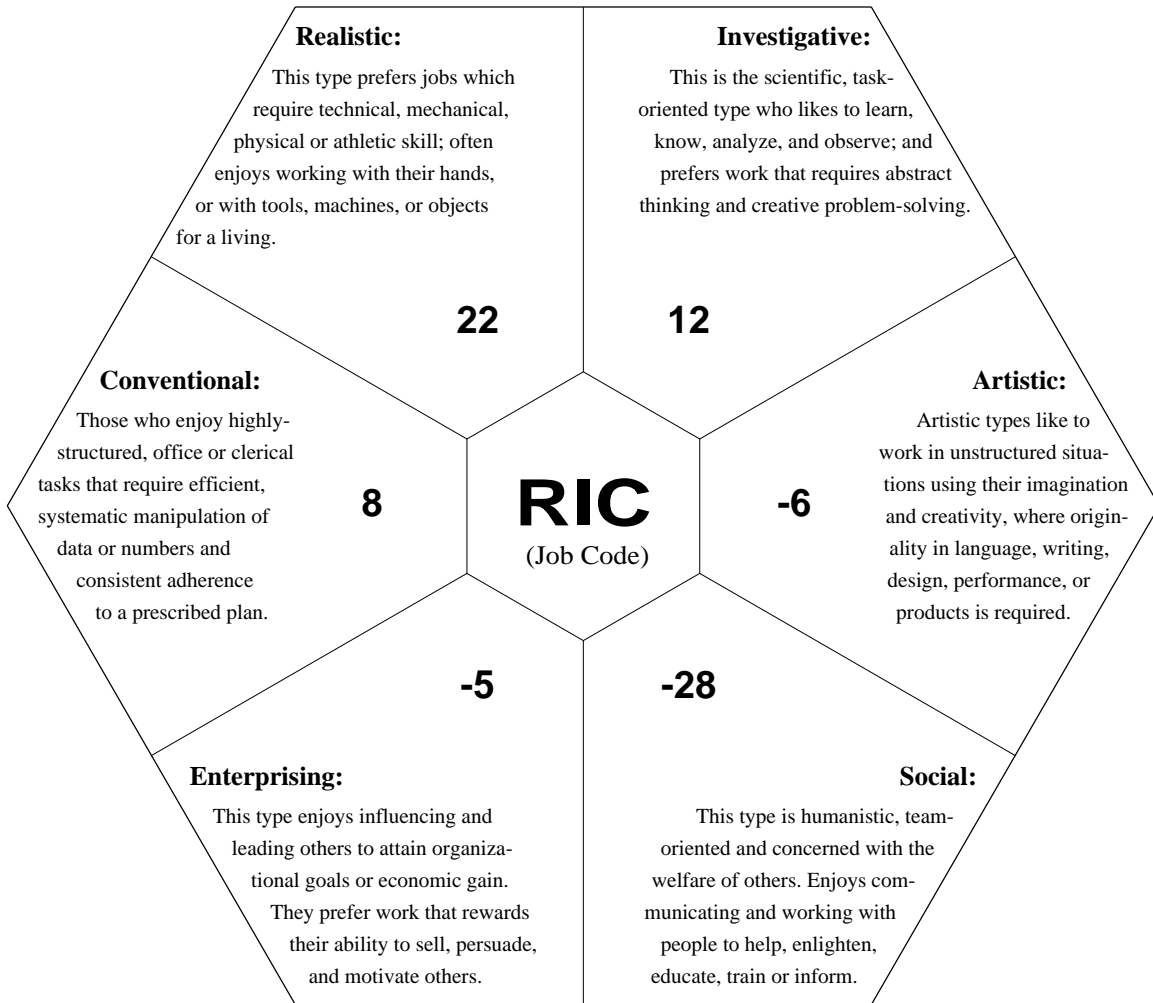 Realistic:
This type prefers jobs which
require technical, mechanical,
physical or athletic skill; often
enjoys working with their hands,
or with tools, machines, or objects
for a living.
22
Investigative:
This is the scientific, task-
oriented type who likes to learn,
know, analyze, and observe; and
prefers work that requires abstract
thinking and creative problem-solving.
12
Conventional:
Those who enjoy highly-
structured, office or clerical
tasks that require efficient,
systematic manipulation of
data or numbers and
consistent adherence
to a prescribed plan.
8
RIC
(Job Code)
Artistic:
Artistic types like to
work in unstructured situa-
tions using their imagination
and creativity, where origin-
ality in language, writing,
design, performance, or
products is required.
-6
-5
Enterprising:
This type enjoys influencing and
leading others to attain organiza-
tional goals or economic gain.
They prefer work that rewards
their ability to sell, persuade,
and motivate others.
-28
Social:
This type is humanistic, team-
oriented and concerned with the
welfare of others. Enjoys com-
municating and working with
people to help, enlighten,
educate, train or inform.